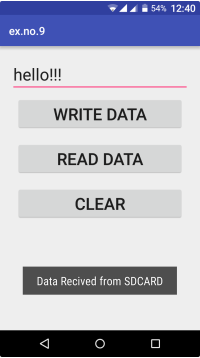 54% 12:40
ex.no.9
hello!!!
WRITE DATA
READ DATA
CLEAR
Data Recived from SDCARD